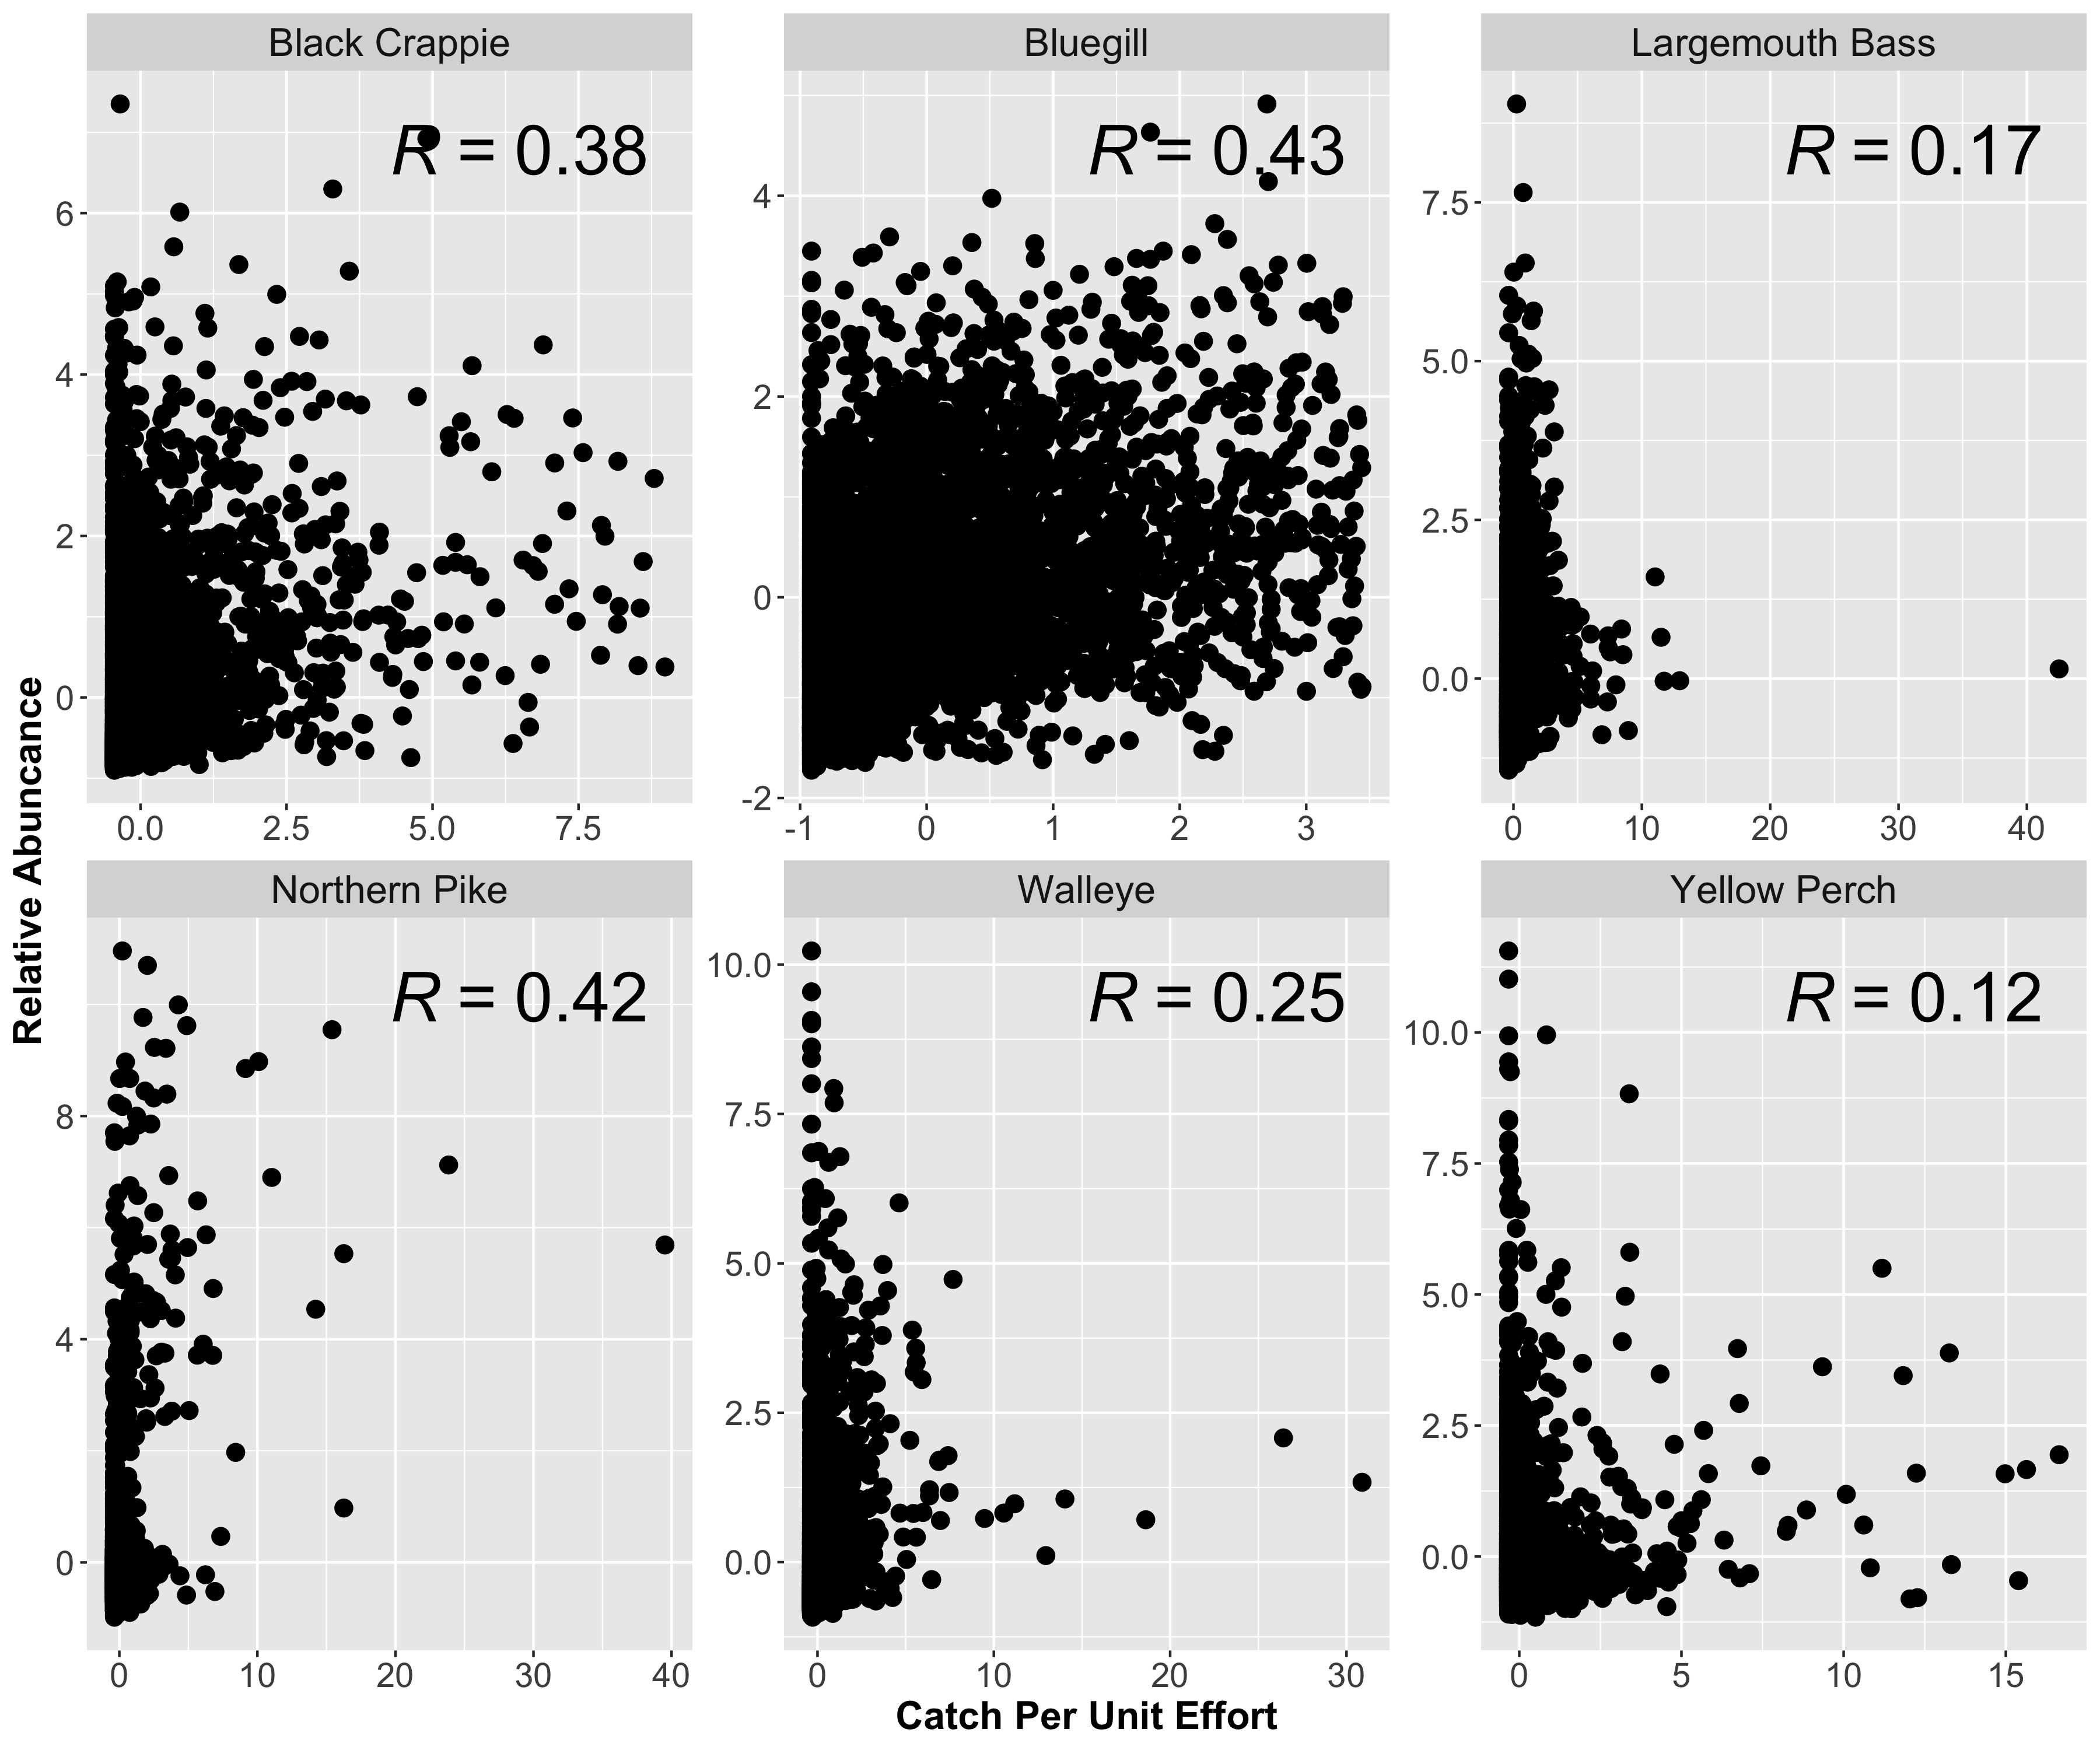 Black Crappie
R = 0.38
6
4
2
0
0.0 2.5 5.0 7.5
Bluegill
R = 0.43
4
2
0
-2
-1 0 1 2 3
Largemouth Bass
R = 0.17
7.5
5.0
2.5
0.0
0 10 20 30 40
Relative Abuncance
Northern Pike
R = 0.42
8
4
0
0 10 20 30 40
Walleye
R = 0.25
10.0
7.5
5.0
2.5
0.0
0 10 20 30
Yellow Perch
R = 0.12
10.0
7.5
5.0
2.5
0.0
0 5 10 15
Catch Per Unit Effort